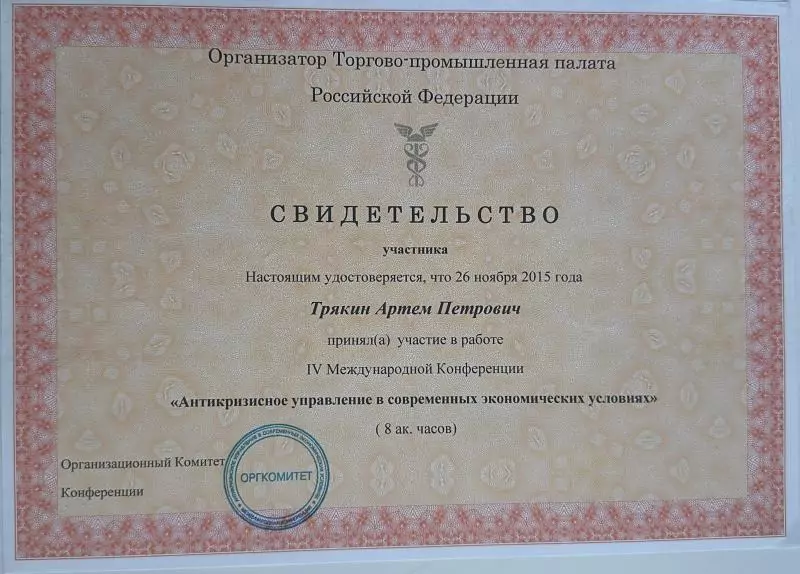 Организатор Торгово-промышленная палата
Российской Федерации
СВИДЕТЕЛЬСТВО
участника
Настоящим удостоверяется, что 26 ноября 2015 года
Трякин Артем Петрович
принял(а) участие в работе
IV Международной Конференции
«Антикризисное управление в современных экономических условиях»
( 8 ак. часов)
Организационный Комитет
Конференции
ОРГКОМИТЕТ